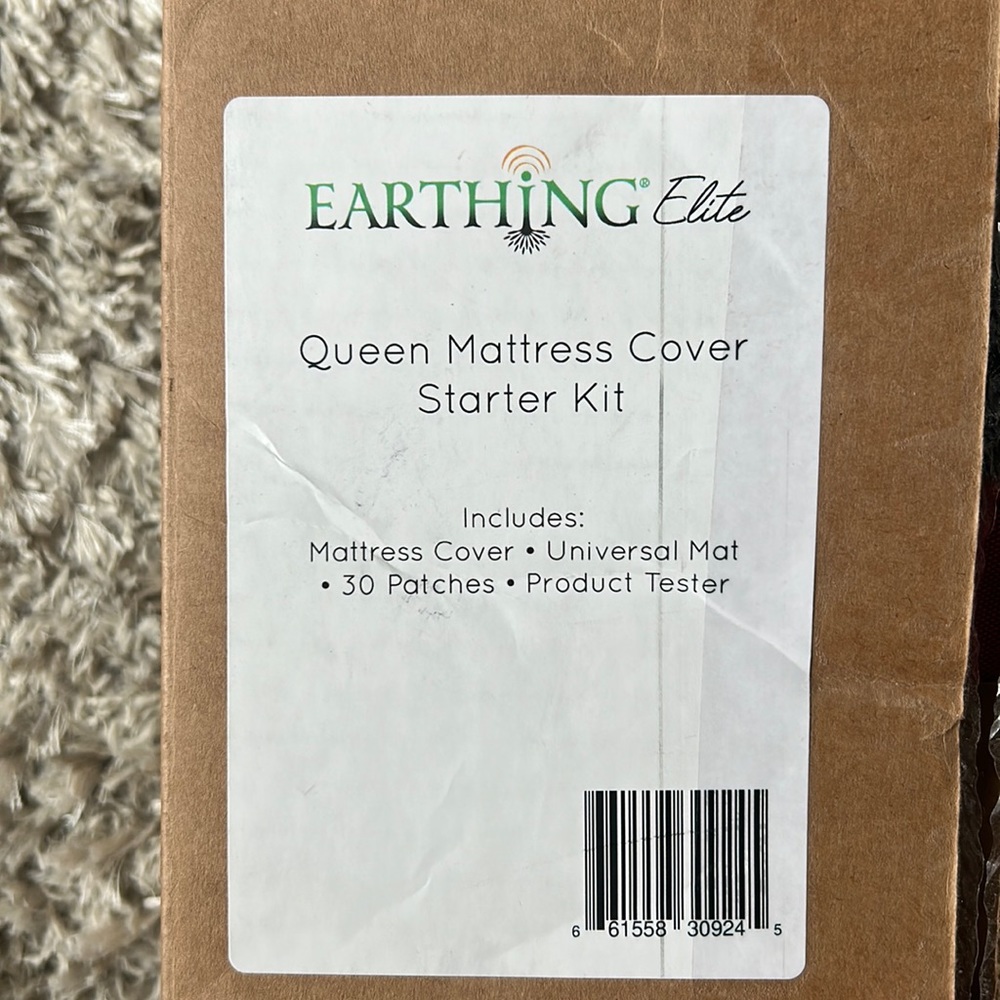 EARTHiNG® Elite
Queen Mattress Cover
Starter Kit
Includes:
Mattress Cover • Universal Mat
• 30 Patches • Product Tester
6 61558 30924 5